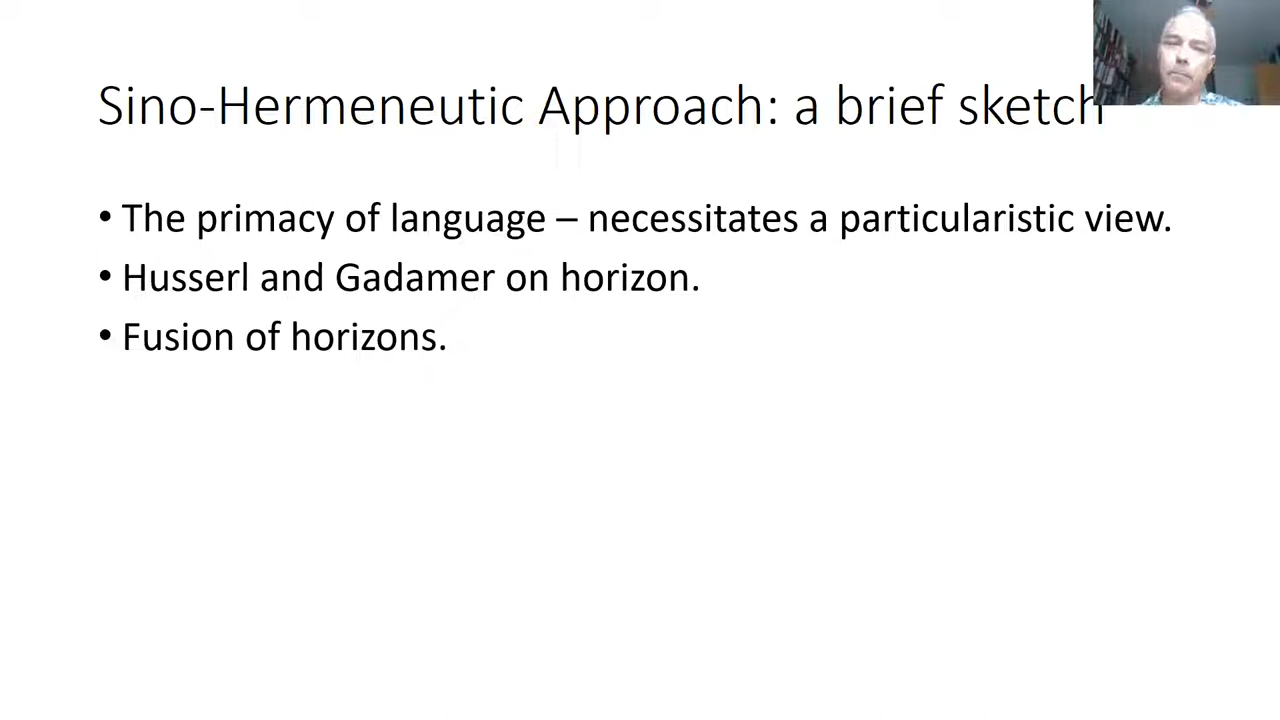 Sino-Hermeneutic Approach: a brief sketch
• The primacy of language – necessitates a particularistic view.
• Husserl and Gadamer on horizon.
• Fusion of horizons.